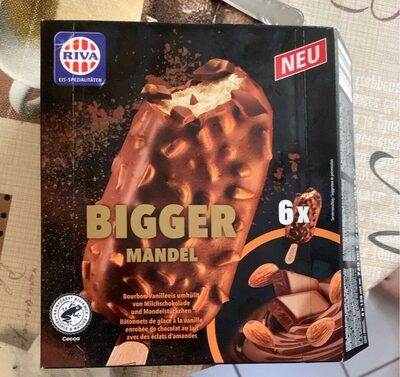 RIVA
EIS-SPEZIALITÄTEN
NEU
BIGGER
MANDEL
6x
Bourbon-Vanilleeis umhüllt
von Milchschokolade
und Mandelstückchen
Bâtonnets de glace à la vanille
enrobée de chocolat au lait
avec des éclats d'amandes
Cocoa